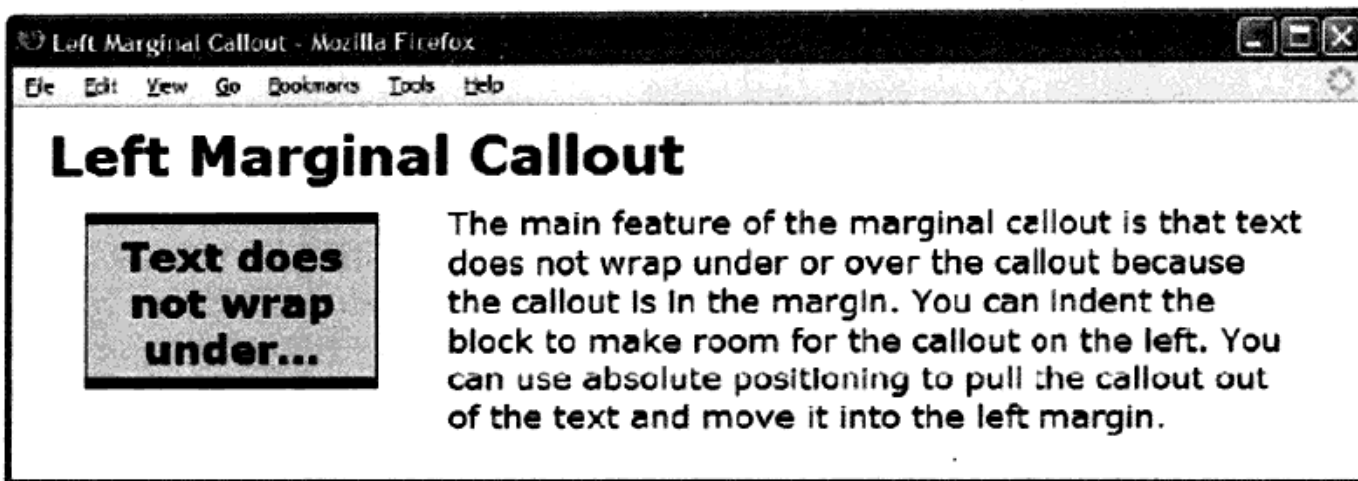 Left Marginal Callout - Mozilla Firefox
File Edit View Go Bookmarks Tools Help
Left Marginal Callout
Text does
not wrap
under...
The main feature of the marginal callout is that text
does not wrap under or over the callout because
the callout is in the margin. You can indent the
block to make room for the callout on the left. You
can use absolute positioning to pull the callout out
of the text and move it into the left margin.